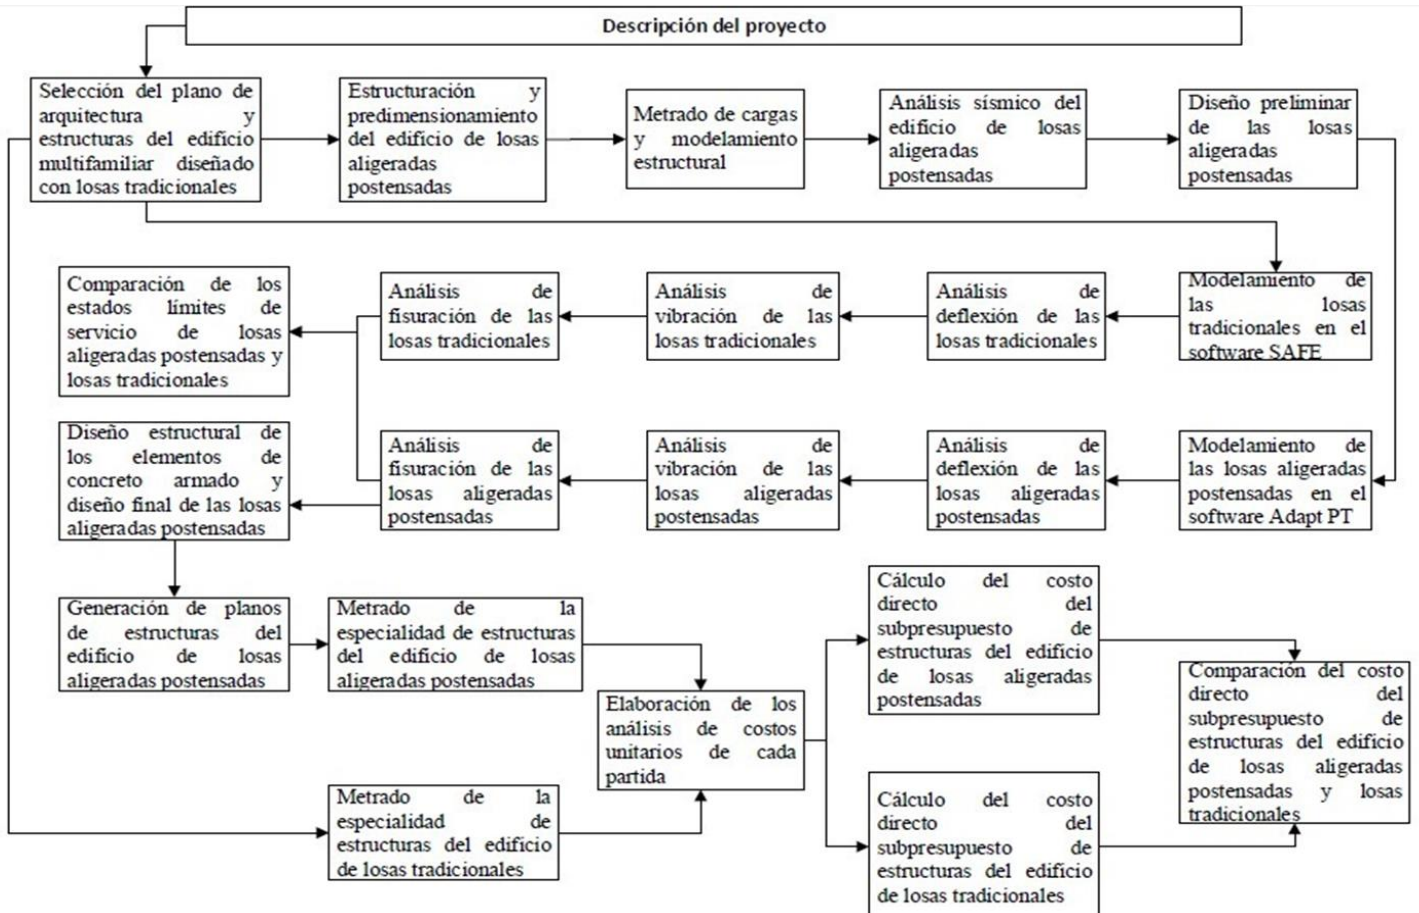 Descripción del proyecto
Selección del plano de
arquitectura y
estructuras del edificio
multifamiliar diseñado
con losas tradicionales
Estructuración y
predimensionamiento
del edificio de losas
aligeradas
postensadas
Metrado de cargas
y modelamiento
estructural
Análisis sísmico del
edificio de losas
aligeradas
postensadas
Diseño preliminar
de las losas
aligeradas
postensadas
Comparación de los
estados límites de
servicio de losas
aligeradas postensadas y
losas tradicionales
Análisis de
fisuración de las
losas tradicionales
Análisis de
vibración de las
losas tradicionales
Análisis de
deflexión de las
losas tradicionales
Modelamiento de
las losas
tradicionales en el
software SAFE
Diseño estructural de
los elementos de
concreto armado y
diseño final de las losas
aligeradas postensadas
Análisis de
fisuración de las
losas aligeradas
postensadas
Análisis de
vibración de las
losas aligeradas
postensadas
Análisis de
deflexión de las
losas aligeradas
postensadas
Modelamiento de
las losas aligeradas
postensadas en el
software Adapt PT
Generación de planos
de estructuras del
edificio de losas
aligeradas postensadas
Metrado de la
especialidad de estructuras
del edificio de losas
aligeradas postensadas
Elaboración de los
análisis de costos
unitarios de cada
partida
Cálculo del costo
directo del
subpresupuesto de
estructuras del edificio
de losas aligeradas
postensadas
Comparación del costo
directo del
subpresupuesto de
estructuras del edificio
de losas aligeradas
postensadas y losas
tradicionales
Metrado de la
especialidad de
estructuras del edificio
de losas tradicionales
Cálculo del costo
directo del
subpresupuesto de
estructuras del edificio
de losas tradicionales